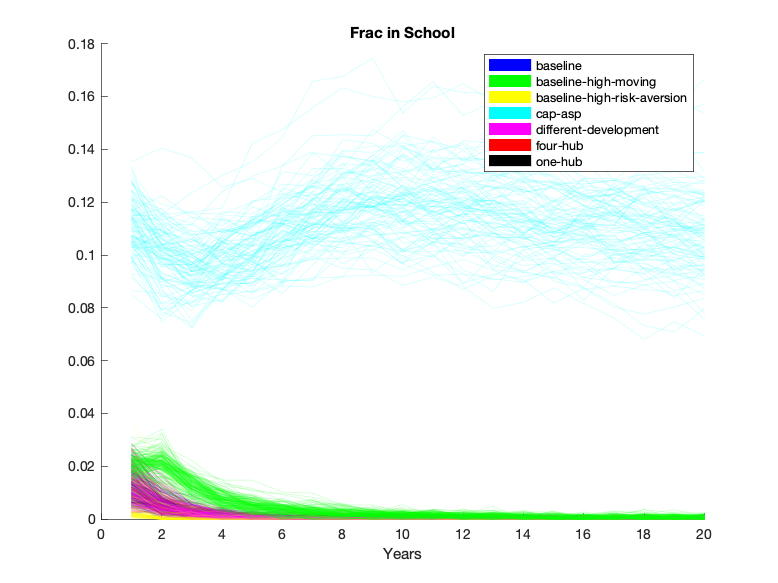 Frac in School
0.18
0.16
0.14
0.12
0.1
0.08
0.06
0.04
0.02
0
baseline
baseline-high-moving
baseline-high-risk-aversion
cap-asp
different-development
four-hub
one-hub
0 2 4 6 8 10 12 14 16 18 20
Years